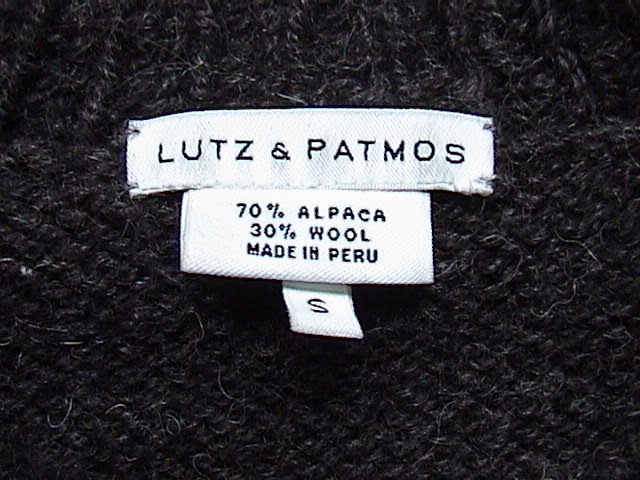 LUTZ & PATMOS
70% ALPACA
30% WOOL
MADE IN PERU
S